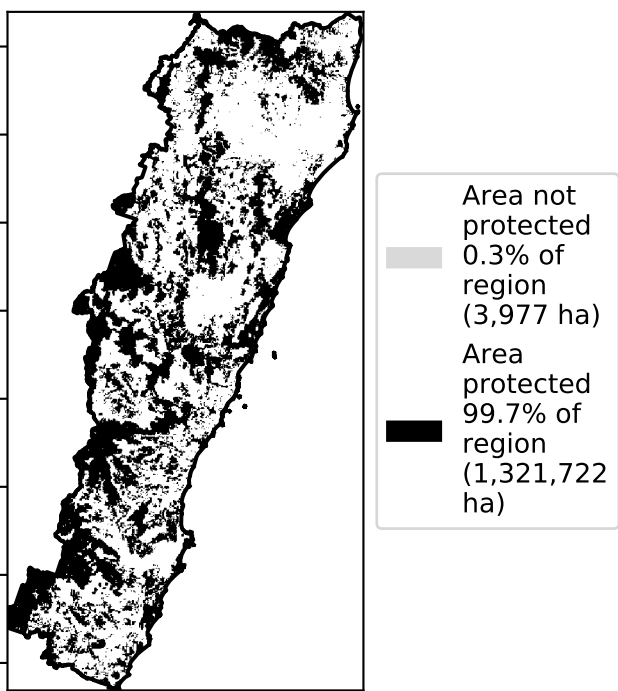 Area not
protected
0.3% of
region
(3,977 ha)
Area
protected
99.7% of
region
(1,321,722
ha)